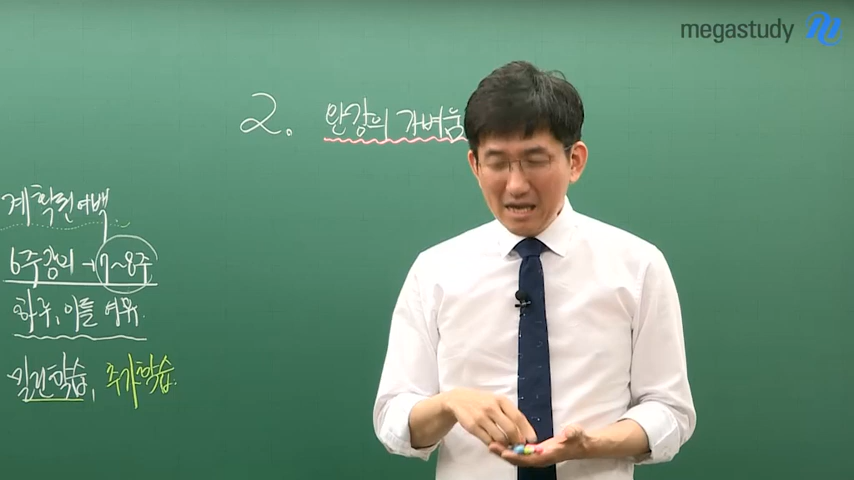 megastudy
2. 완강의 가벼움
계획된 여백
6주 강의 → 7~8주
하루, 이틀 여유.
밀린학습, 추가학습.